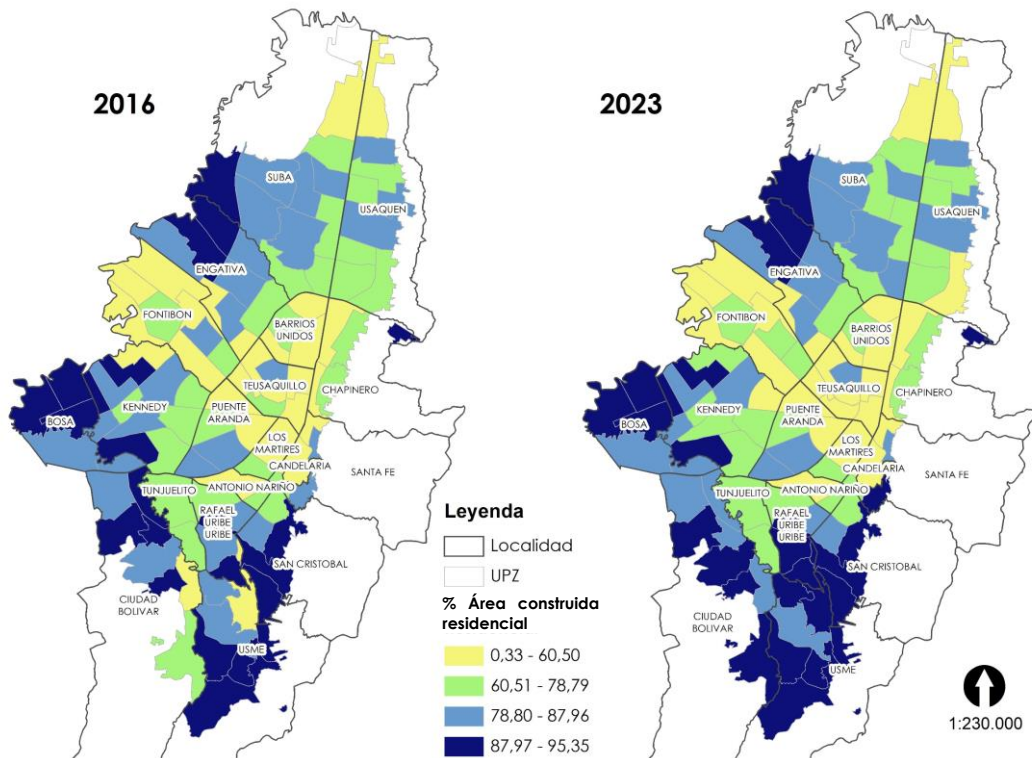 2016
SUBA
USAQUEN
ENGATIVA
FONTIBON
BARRIOS
UNIDOS
TEUSAQUILLO
CHAPINERO
KENNEDY
PUENTE
ARANDA
BOSA
LOS
MARTIRES
SANTA FE
CANDELARIA
TUNJUELITO
ANTONIO NARIÑO
RAFAEL
URIBE
URIBE
SAN CRISTOBAL
CIUDAD
BOLIVAR
USME
2023
SUBA
USAQUEN
ENGATIVA
FONTIBON
BARRIOS
UNIDOS
TEUSAQUILLO
CHAPINERO
KENNEDY
PUENTE
ARANDA
BOSA
LOS
MARTIRES
CANDELARIA
SANTA FE
TUNJUELITO
ANTONIO NARIÑO
RAFAEL
URIBE
URIBE
SAN CRISTOBAL
CIUDAD
BOLIVAR
USME
Leyenda
Localidad
UPZ
% Área construida
residencial
0,33 - 60,50
60,51 - 78,79
78,80 - 87,96
87,97 - 95,35
1:230.000